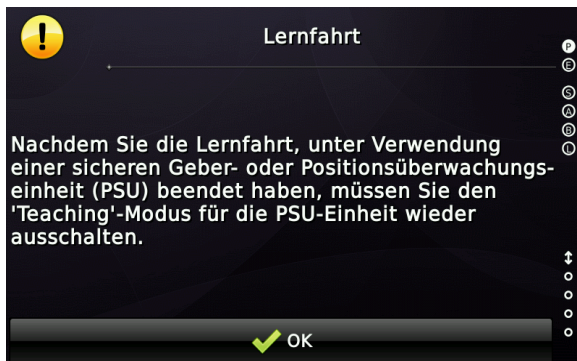 Lernfahrt
P
E
S
A
B
L
Nachdem Sie die Lernfahrt, unter Verwendung
einer sicheren Geber- oder Positionsüberwachungs-
einheit (PSU) beendet haben, müssen Sie den
'Teaching'-Modus für die PSU-Einheit wieder
ausschalten.
OK